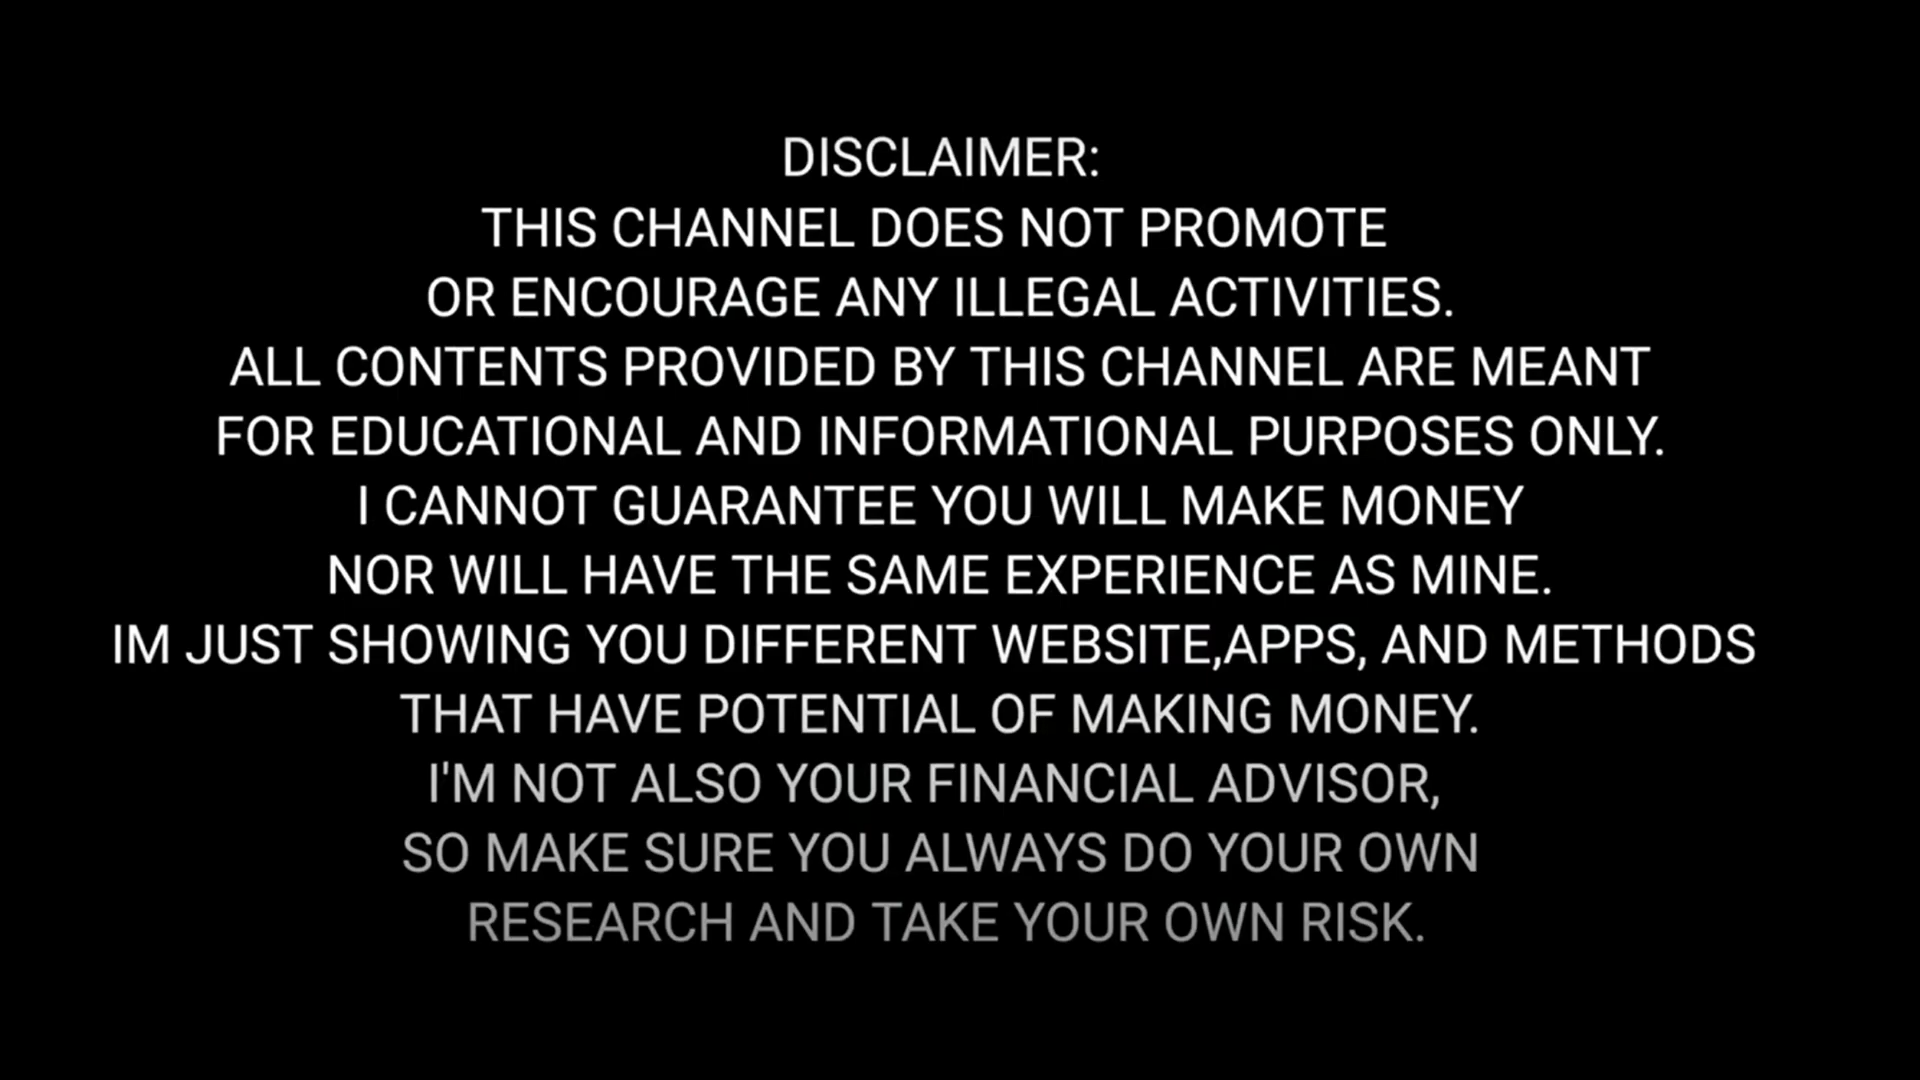 DISCLAIMER:
THIS CHANNEL DOES NOT PROMOTE
OR ENCOURAGE ANY ILLEGAL ACTIVITIES.
ALL CONTENTS PROVIDED BY THIS CHANNEL ARE MEANT
FOR EDUCATIONAL AND INFORMATIONAL PURPOSES ONLY.
I CANNOT GUARANTEE YOU WILL MAKE MONEY
NOR WILL HAVE THE SAME EXPERIENCE AS MINE.
IM JUST SHOWING YOU DIFFERENT WEBSITE,APPS, AND METHODS
THAT HAVE POTENTIAL OF MAKING MONEY.
I'M NOT ALSO YOUR FINANCIAL ADVISOR,
SO MAKE SURE YOU ALWAYS DO YOUR OWN
RESEARCH AND TAKE YOUR OWN RISK.